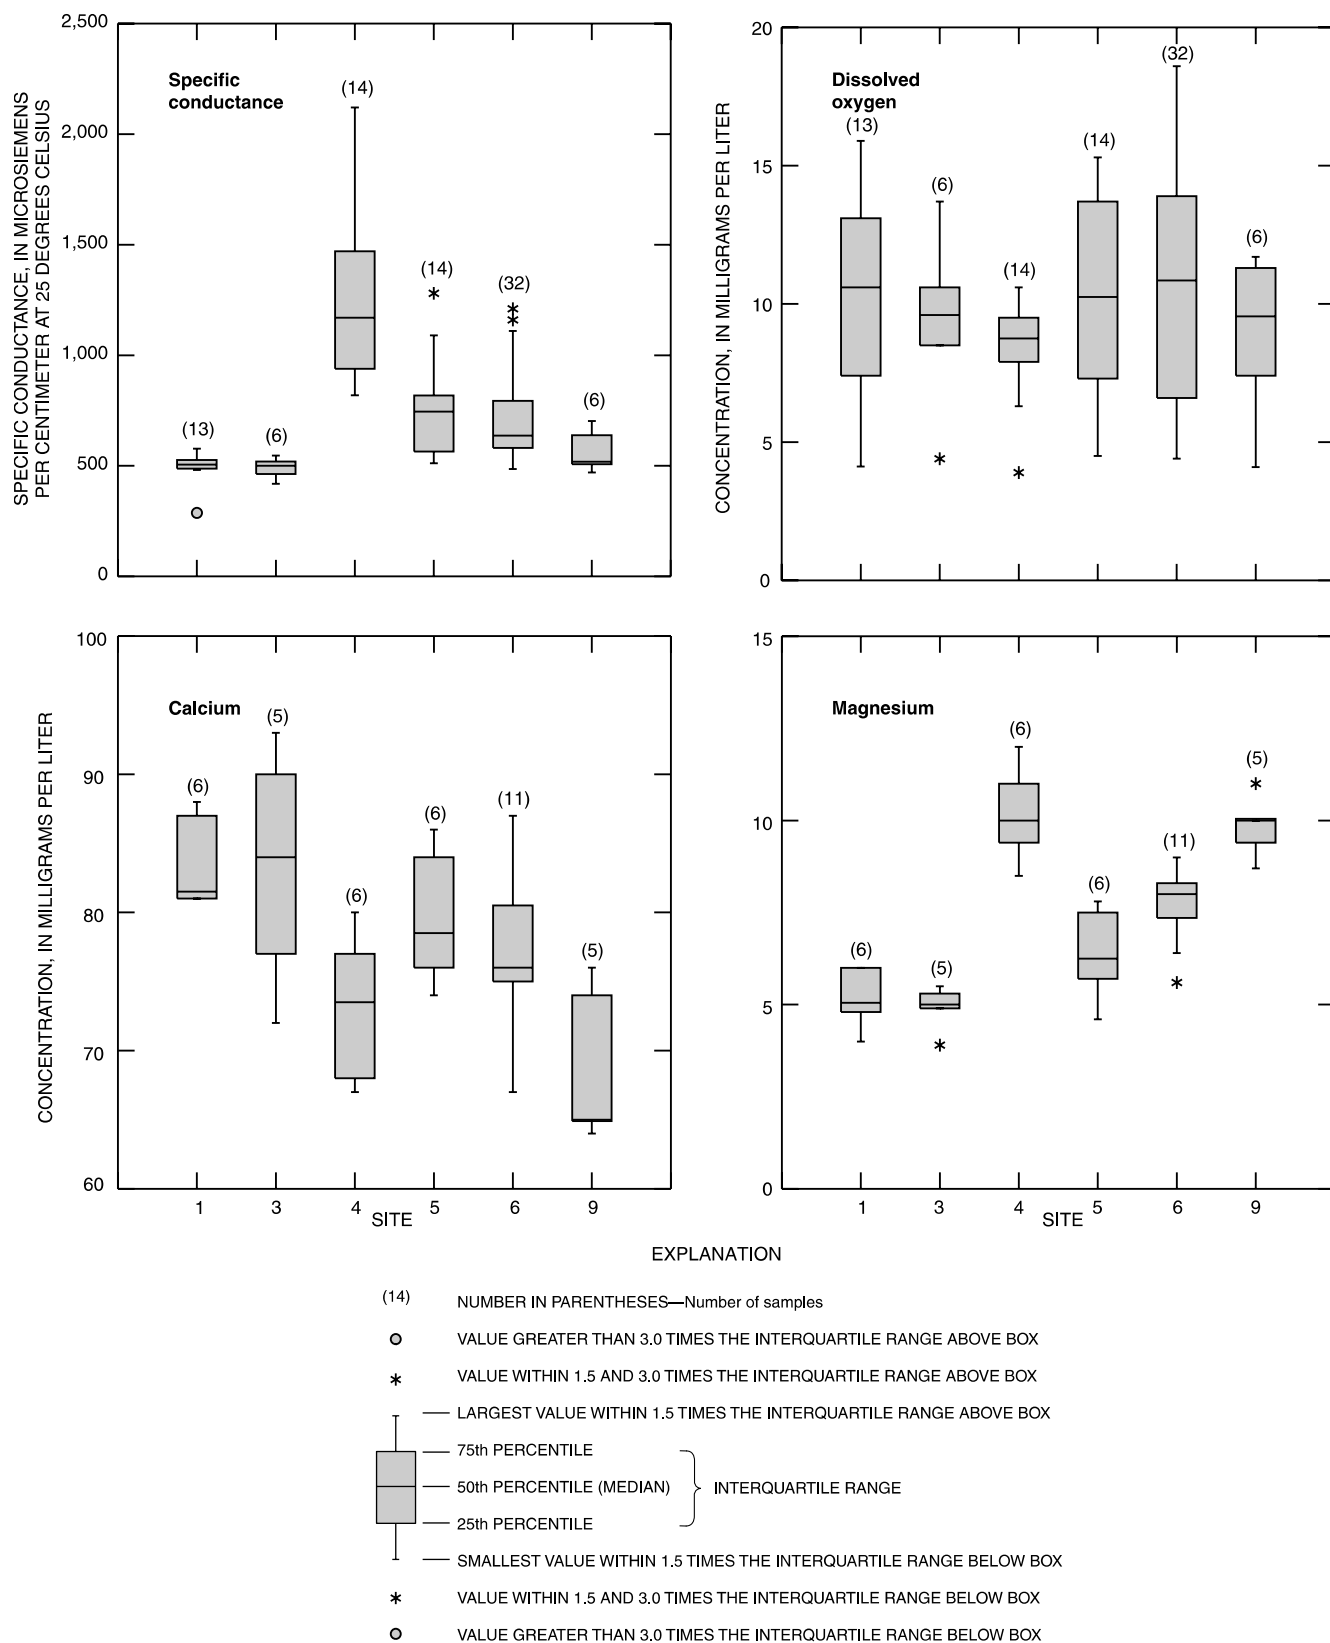 SPECIFIC CONDUCTANCE, IN MICROSIEMENS
PER CENTIMETER AT 25 DEGREES CELSIUS
2,500
2,000
1,500
1,000
500
0
Specific
conductance
(13)
(6)
(14)
(14)
(32)
(6)
CONCENTRATION, IN MILLIGRAMS PER LITER
20
15
10
5
0
Dissolved
oxygen
(13)
(6)
(14)
(14)
(32)
(6)
CONCENTRATION, IN MILLIGRAMS PER LITER
100
90
80
70
60
Calcium
(6)
(5)
(6)
(6)
(11)
(5)
1 3 4 5 6 9
SITE
15
10
5
0
Magnesium
(6)
(5)
(6)
(6)
(11)
(5)
1 3 4 5 6 9
SITE
EXPLANATION
(14) NUMBER IN PARENTHESES—Number of samples
VALUE GREATER THAN 3.0 TIMES THE INTERQUARTILE RANGE ABOVE BOX
VALUE WITHIN 1.5 AND 3.0 TIMES THE INTERQUARTILE RANGE ABOVE BOX
LARGEST VALUE WITHIN 1.5 TIMES THE INTERQUARTILE RANGE ABOVE BOX
75th PERCENTILE
50th PERCENTILE (MEDIAN) INTERQUARTILE RANGE
25th PERCENTILE
SMALLEST VALUE WITHIN 1.5 TIMES THE INTERQUARTILE RANGE BELOW BOX
VALUE WITHIN 1.5 AND 3.0 TIMES THE INTERQUARTILE RANGE BELOW BOX
VALUE GREATER THAN 3.0 TIMES THE INTERQUARTILE RANGE BELOW BOX